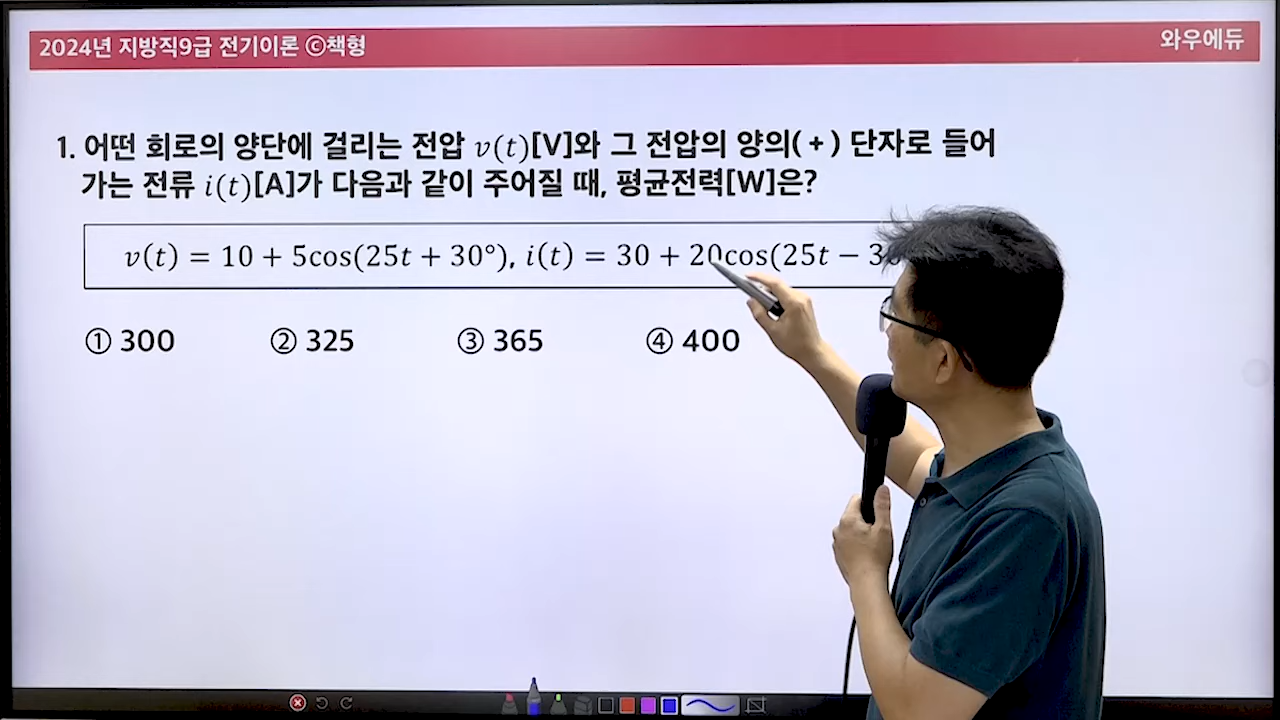 2024년 지방직9급 전기이론 ⓒ책형
와우에듀
1. 어떤 회로의 양단에 걸리는 전압 v(t)[V]와 그 전압의 양의(+) 단자로 들어
가는 전류 i(t)[A]가 다음과 같이 주어질 때, 평균전력[W]은?
v(t) = 10 + 5cos(25t + 30°), i(t) = 30 + 20cos(25t − 3
① 300 ② 325 ③ 365 ④ 400